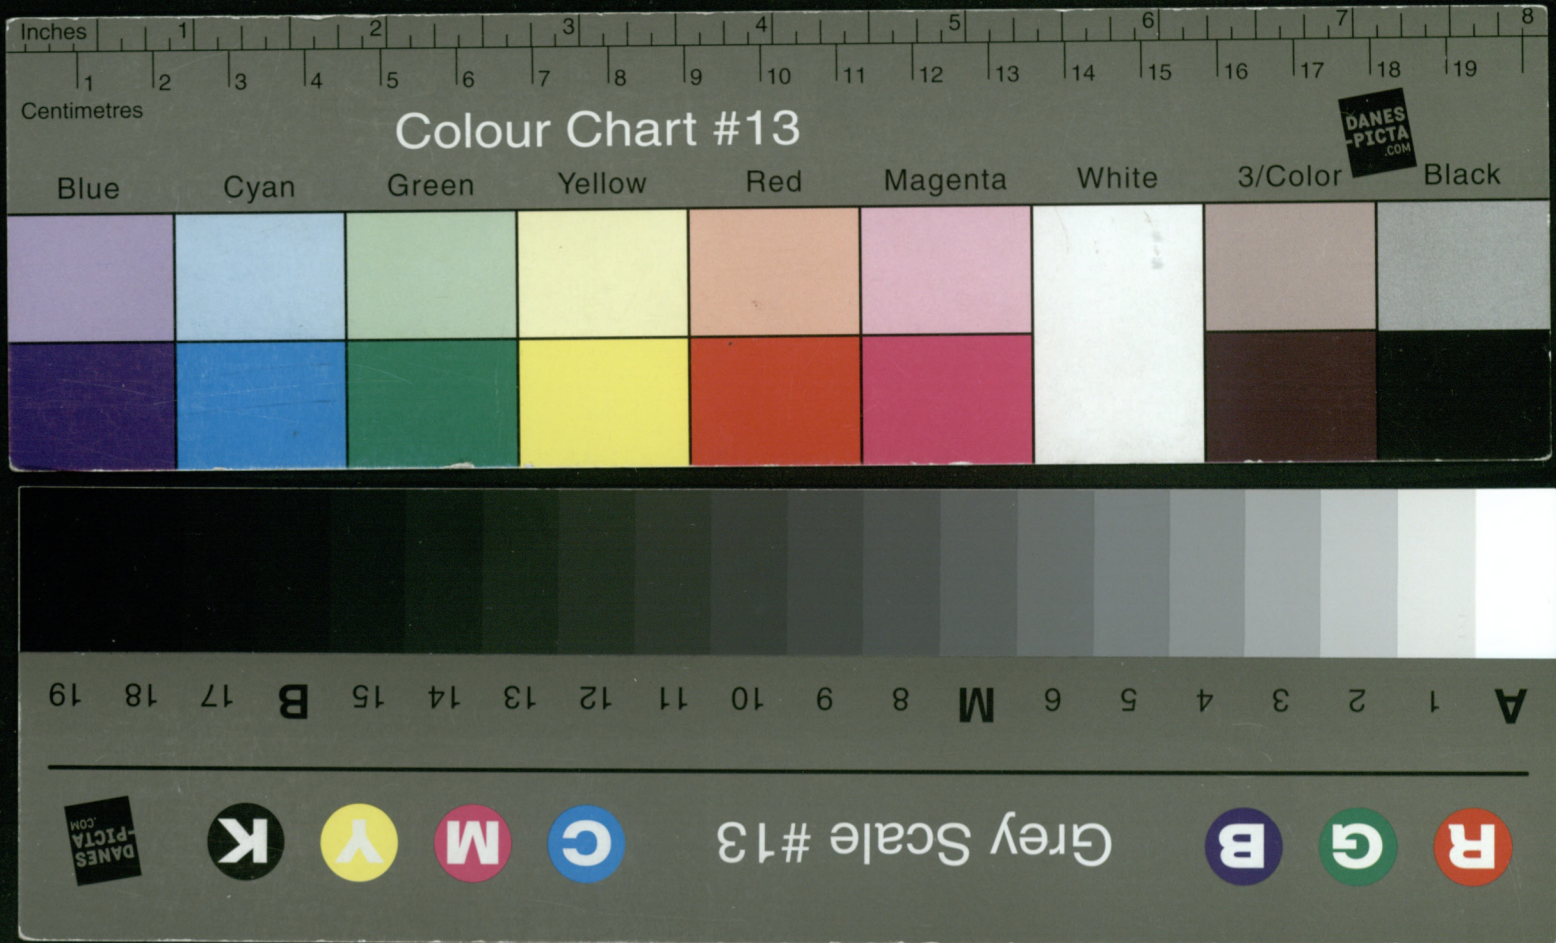 Inches 1 2 3 4 5 6 7 8
1 2 3 4 5 6 7 8 9 10 11 12 13 14 15 16 17 18 19
Centimetres
Colour Chart #13
DANES
-PICTA
.COM
Blue Cyan Green Yellow Red Magenta White 3/Color Black
R G B Grey Scale #13 C M Y K
DANES
-PICTA
.COM
A 1 2 3 4 5 6 M 8 9 10 11 12 13 14 15 B 17 18 19